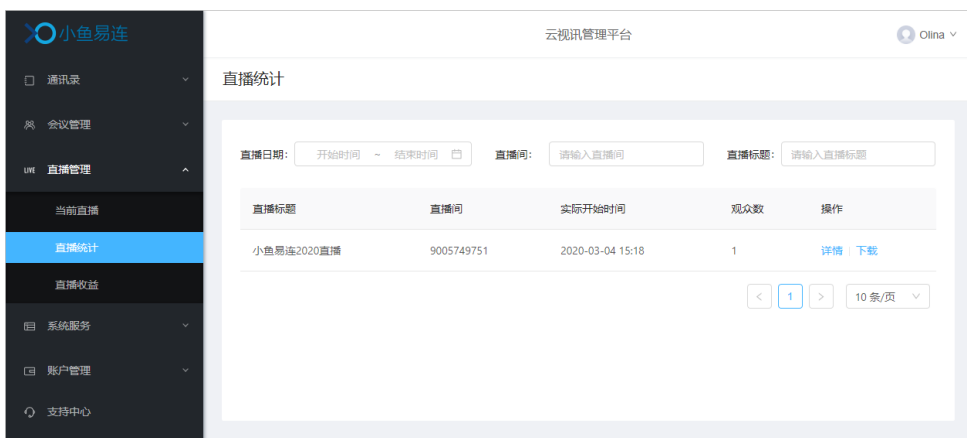 小鱼易连
云视讯管理平台
Olina
通讯录
直播统计
会议管理
直播日期: 开始时间 ~ 结束时间 直播间: 请输入直播间 直播标题: 请输入直播标题
LIVE 直播管理
当前直播
直播标题 直播间 实际开始时间 观众数 操作
直播统计
小鱼易连2020直播 9005749751 2020-03-04 15:18 1 详情 下载
直播收益
< 1 > 10 条/页
系统服务
账户管理
支持中心